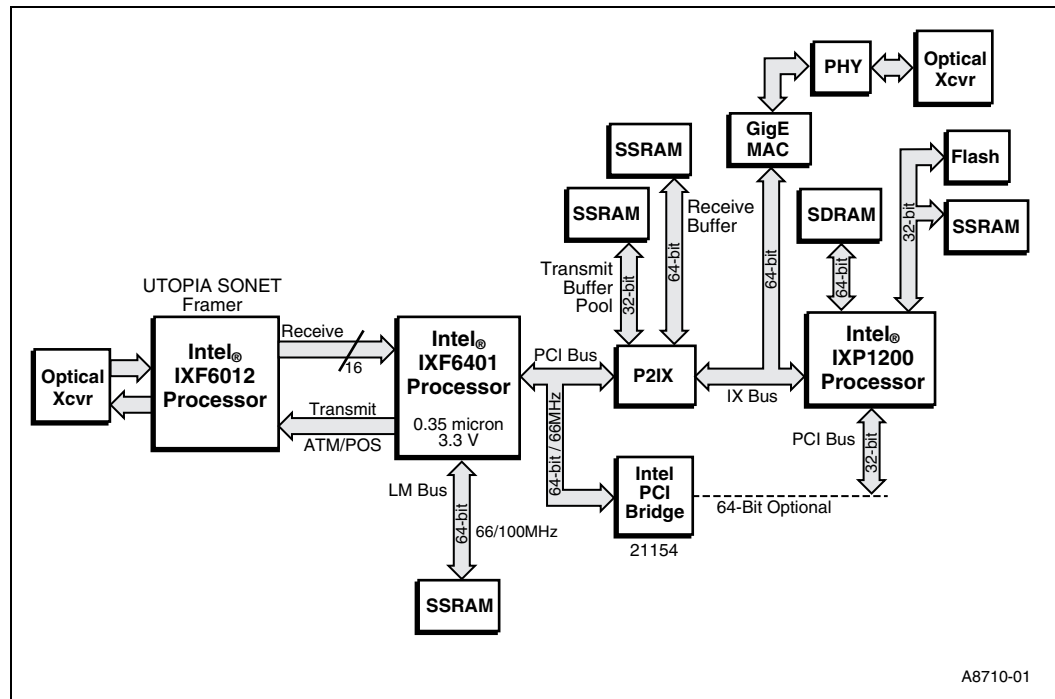 PHY
Optical
Xcvr
GigE
MAC
SSRAM
Flash
SSRAM
Receive
Buffer
SDRAM
SSRAM
32-bit
64-bit
64-bit
64-bit
32-bit
Transmit
Buffer
Pool
UTOPIA SONET
Framer
Receive
16
Intel®
IXF6012
Processor
Intel®
IXF6401
Processor
0.35 micron
3.3 V
PCI Bus
P2IX
IX Bus
Intel®
IXP1200
Processor
Optical
Xcvr
Transmit
ATM/POS
64-bit / 66MHz
PCI Bus
32-bit
LM Bus
64-bit
66/100MHz
Intel
PCI
Bridge
64-Bit Optional
21154
SSRAM
A8710-01